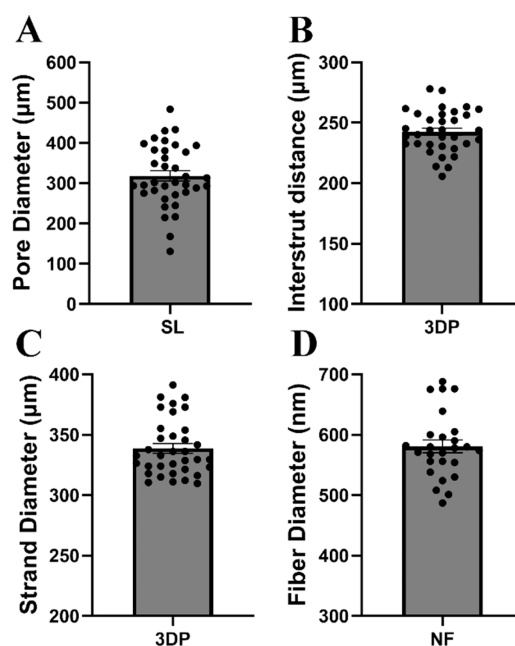 A
Pore Diameter (μm)
600
500
400
300
200
100
0
SL
B
Interstrut distance (μm)
300
250
200
150
100
3DP
C
Strand Diameter (μm)
400
350
300
250
200
3DP
D
Fiber Diameter (nm)
700
600
500
400
300
NF